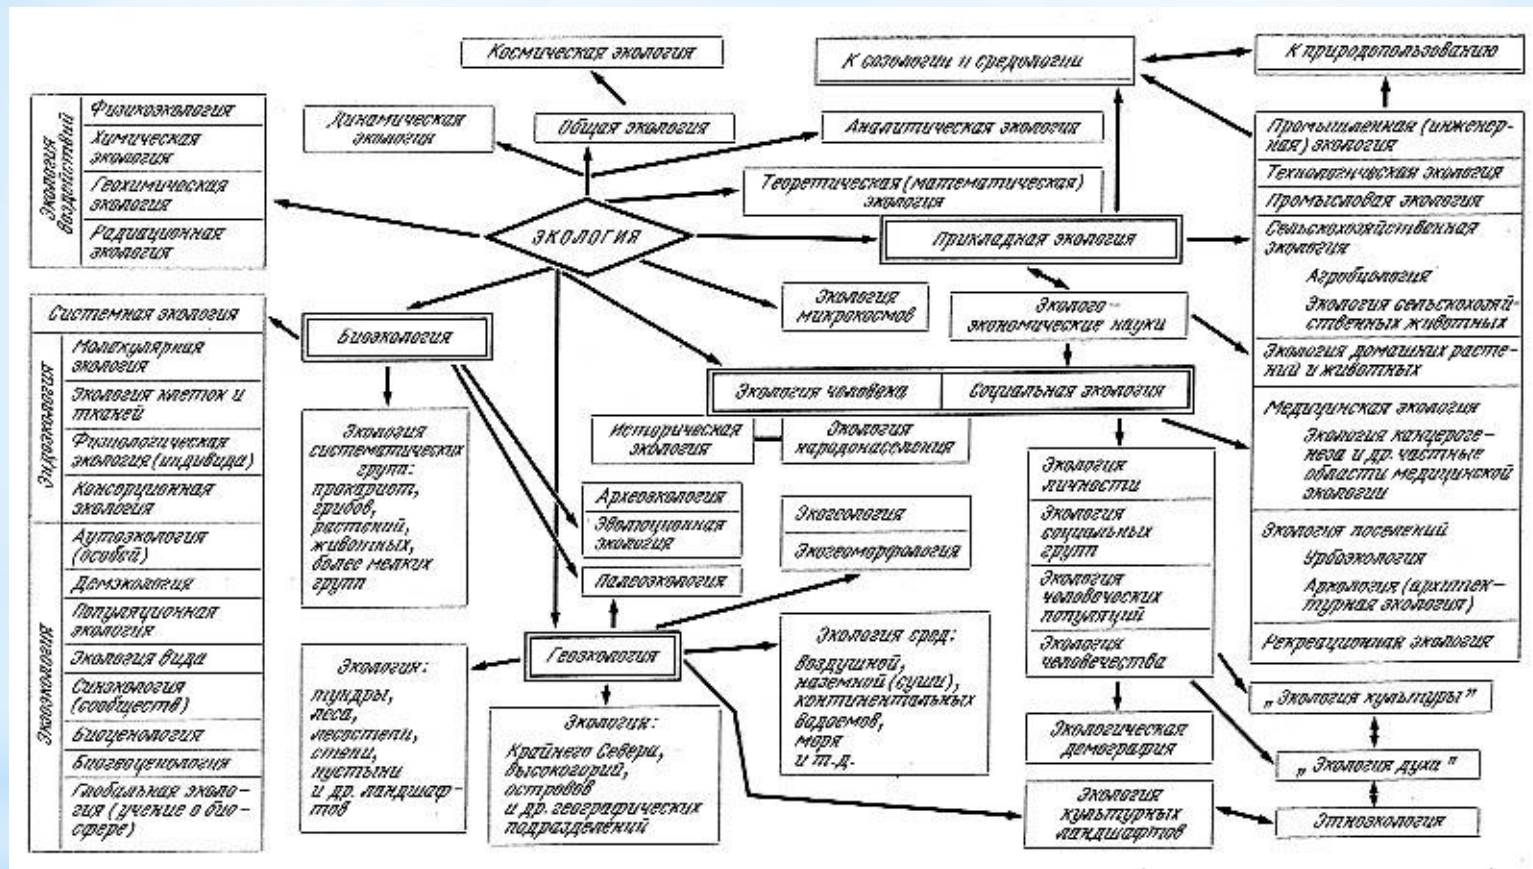 Космическая экология
К созологии и средологии
К природопользованию
Динамическая
экология
Общая экология
Аналитическая экология
Теоретическая (математическая)
экология
ЭКОЛОГИЯ
Прикладная экология
Экология
микрокосмов
Эколого-
экономические науки
Экология
воздействий
Физикоэкология
Химическая
экология
Геохимическая
экология
Радиационная
экология
Системная экология
Эндоэкология
Молекулярная
экология
Экология клеток и
тканей
Физиологическая
экология (индивида)
Консорционная
экология
Экзоэкология
Аутоэкология
(особей)
Демэкология
Популяционная
экология
Экология вида
Синэкология
(сообществ)
Биоценология
Биогеоценология
Глобальная эколо-
гия (учение о био-
сфере)
Биоэкология
Экология
систематических
групп:
прокариот,
грибов,
растений,
животных,
более мелких
групп
Экология человека
Социальная экология
Историческая
экология
Экология
народонаселения
Археоэкология
Эволюционная
экология
Палеоэкология
Экогеология
Экогеоморфология
Геоэкология
Экология:
тундры,
леса,
лесостепи,
степи,
пустыни
и др. ландшаф-
тов
Экология:
Крайнего Севера,
высокогорий,
островов
и др. географических
подразделений
Экология сред:
воздушной,
наземной (суши),
континентальных
водоемов,
моря
и т.д.
Экология
личности
Экология
социальных
групп
Экология
человеческих
популяций
Экология
человечества
Экологическая
демография
Экология
культурных
ландшафтов
Промышленная (инженер-
ная) экология
Технологическая экология
Промысловая экология
Сельскохозяйственная
экология
Агробиология
Экология сельскохозяй-
ственных животных
Экология домашних расте-
ний и животных
Медицинская экология
Экология канцероге-
неза и др. частные
области медицинской
экологии
Экология поселений
Урбоэкология
Аркология (архитек-
турная экология)
Рекреационная экология
„Экология культуры"
„Экология духа"
Этноэкология